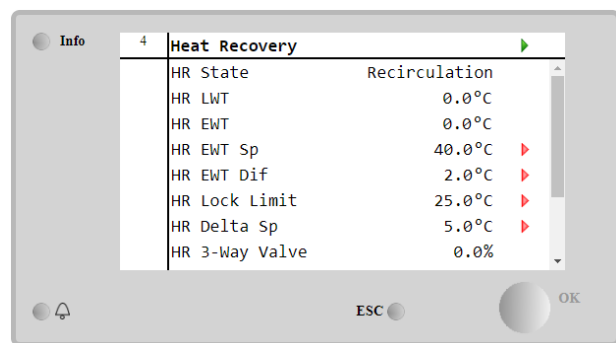 Info
4 Heat Recovery
HR State Recirculation
HR LWT 0.0°C
HR EWT 0.0°C
HR EWT Sp 40.0°C
HR EWT Dif 2.0°C
HR Lock Limit 25.0°C
HR Delta Sp 5.0°C
HR 3-Way Valve 0.0%
ESC
OK